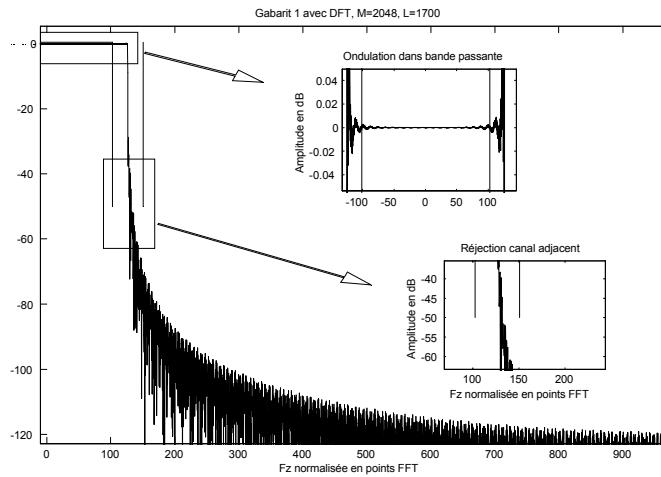 Gabarit 1 avec DFT, M=2048, L=1700
0
-20
-40
-60
-80
-100
-120
0 100 200 300 400 500 600 700 800 900
Fz normalisée en points FFT
Ondulation dans bande passante
Amplitude en dB
0.04
0.02
0
-0.02
-0.04
-100 -50 0 50 100
Réjection canal adjacent
Amplitude en dB
-40
-45
-50
-55
-60
100 150 200
Fz normalisée en points FFT